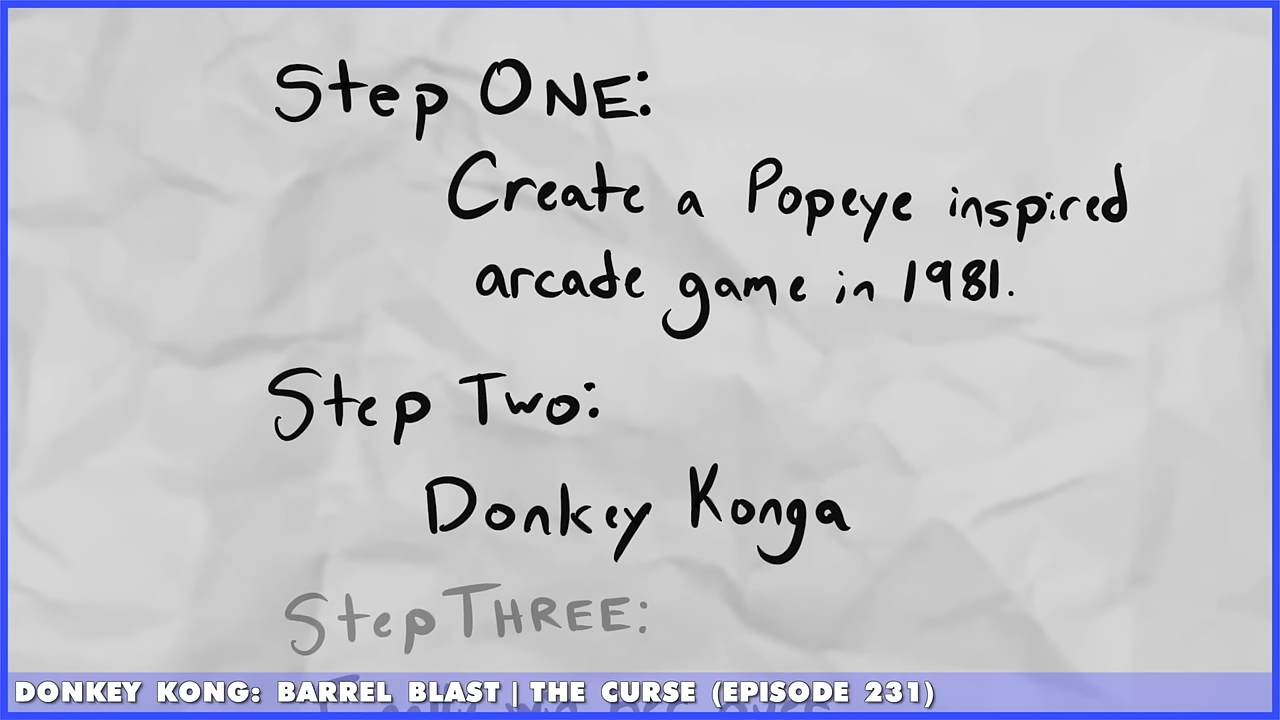 Step ONE:
Create a Popeye inspired
arcade game in 1981.
Step Two:
Donkey Konga
Step THREE:
DONKEY KONG: BARREL BLAST | THE CURSE (EPISODE 231)